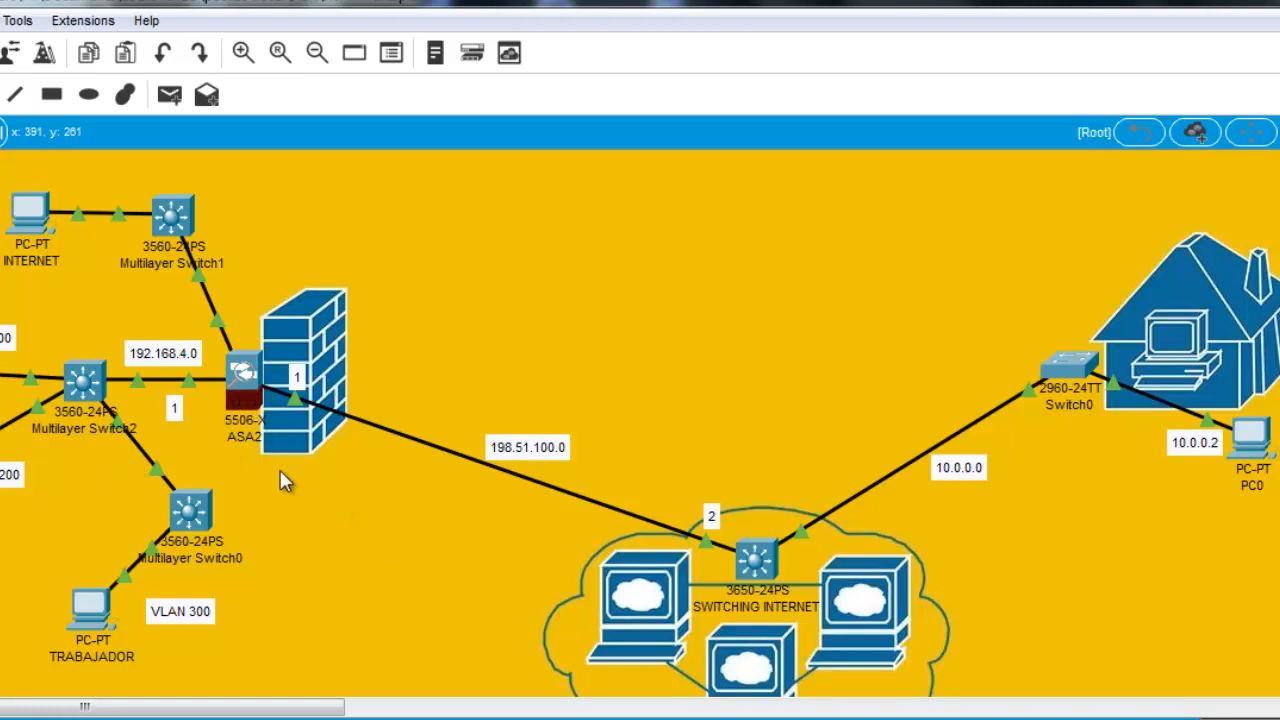 Tools Extensions Help
x: 391, y: 261
[Root]
PC-PT
INTERNET
3560-24PS
Multilayer Switch1
00
192.168.4.0
1
3560-24PS
Multilayer Switch2
1
5506-X
ASA2
200
198.51.100.0
2
3560-24PS
Multilayer Switch0
VLAN 300
PC-PT
TRABAJADOR
3650-24PS
SWITCHING INTERNET
10.0.0.0
2960-24TT
Switch0
10.0.0.2
PC-PT
PC0